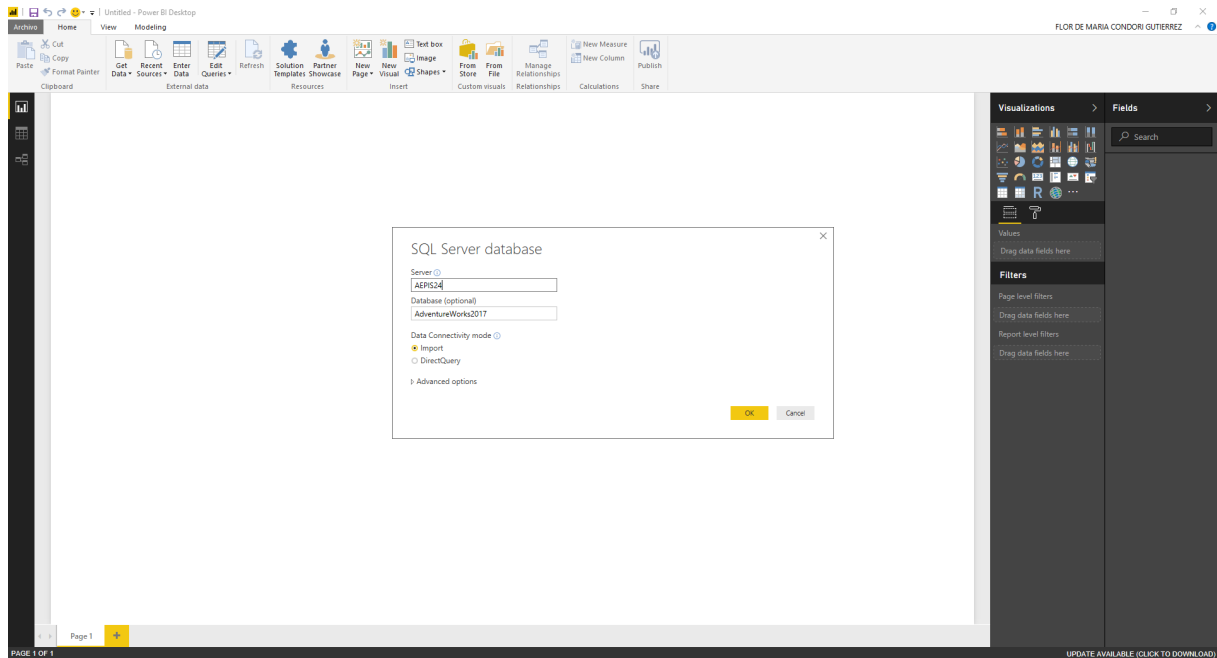 Untitled - Power BI Desktop
Archivo Home View Modeling
FLOR DE MARIA CONDORI GUTIERREZ
Paste
Cut
Copy
Format Painter
Clipboard
Get Data
Recent Sources
Enter Data
Edit Queries
Refresh
External data
Solution Templates
Partner Showcase
Resources
New Page
New Visual
Text box
Image
Shapes
Insert
From Store
From File
Custom visuals
Manage Relationships
Relationships
New Measure
New Column
Calculations
Publish
Share
Visualizations
R
Values
Drag data fields here
Filters
Page level filters
Drag data fields here
Report level filters
Drag data fields here
Fields
Search
SQL Server database
Server
AEPIS24
Database (optional)
AdventureWorks2017
Data Connectivity mode
Import
DirectQuery
Advanced options
OK Cancel
Page 1
PAGE 1 OF 1
UPDATE AVAILABLE (CLICK TO DOWNLOAD)